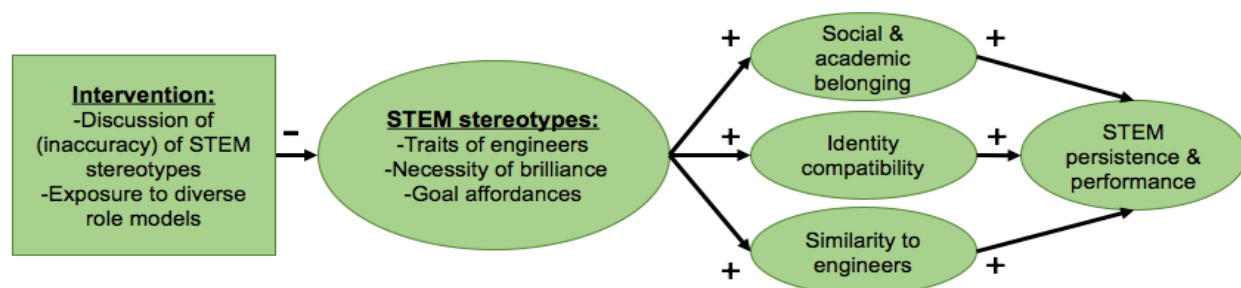 Intervention:
-Discussion of
(inaccuracy) of STEM
stereotypes
-Exposure to diverse
role models
-
STEM stereotypes:
-Traits of engineers
-Necessity of brilliance
-Goal affordances
+
Social &
academic
belonging
+
+
Identity
compatibility
+
+
Similarity to
engineers
+
STEM
persistence &
performance